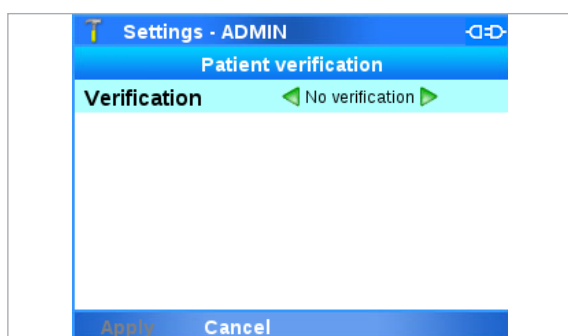 Settings - ADMIN
Patient verification
Verification No verification
Apply Cancel